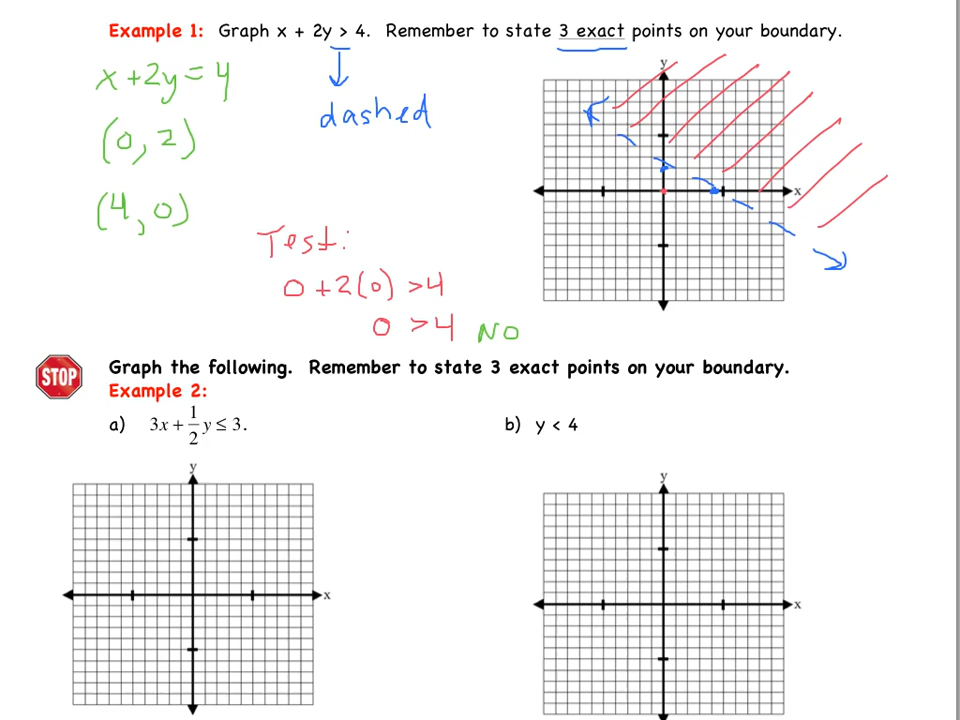 Example 1: Graph x + 2y > 4. Remember to state 3 exact points on your boundary.
x + 2y = 4
dashed
(0, 2)
(4, 0)
y
x
Test:
0 + 2(0) > 4
0 > 4 NO
STOP
Graph the following. Remember to state 3 exact points on your boundary.
Example 2:
a) 3x + 1/2 y ≤ 3.
b) y < 4
y
x
y
x